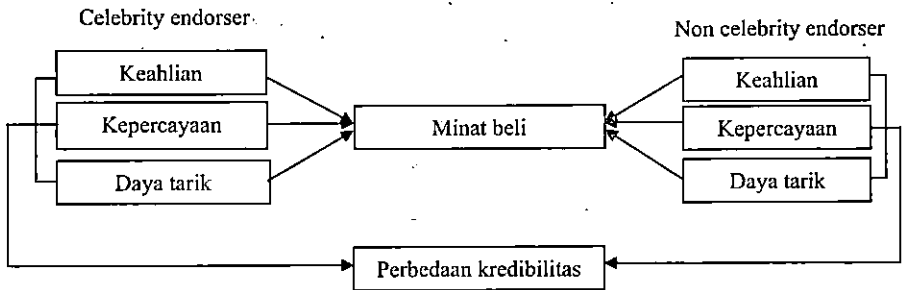 Celebrity endorser
Non celebrity endorser
Keahlian
Keahlian
Kepercayaan
Minat beli
Kepercayaan
Daya tarik
Daya tarik
Perbedaan kredibilitas